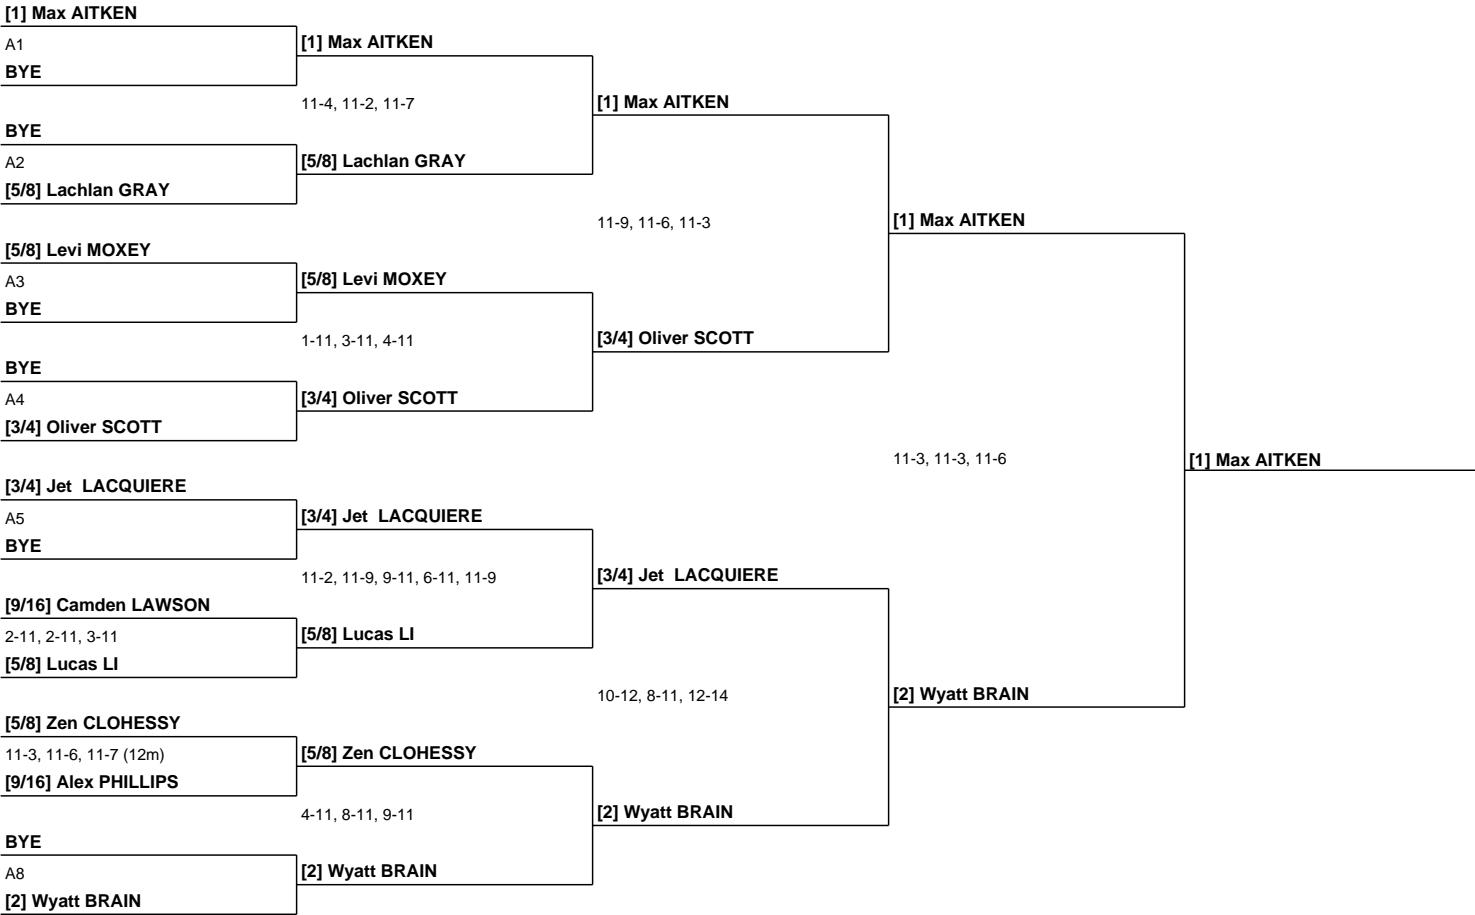 [1] Max AITKEN
A1
BYE
BYE
A2
[5/8] Lachlan GRAY
[5/8] Levi MOXEY
A3
BYE
BYE
A4
[3/4] Oliver SCOTT
[3/4] Jet  LACQUIERE
A5
BYE
[9/16] Camden LAWSON
2-11, 2-11, 3-11
[5/8] Lucas LI
[5/8] Zen CLOHESSY
11-3, 11-6, 11-7 (12m)
[9/16] Alex PHILLIPS
BYE
A8
[2] Wyatt BRAIN
[1] Max AITKEN
11-4, 11-2, 11-7
[5/8] Lachlan GRAY
[5/8] Levi MOXEY
1-11, 3-11, 4-11
[3/4] Oliver SCOTT
[3/4] Jet  LACQUIERE
11-2, 11-9, 9-11, 6-11, 11-9
[5/8] Lucas LI
[5/8] Zen CLOHESSY
4-11, 8-11, 9-11
[2] Wyatt BRAIN
[1] Max AITKEN
11-9, 11-6, 11-3
[3/4] Oliver SCOTT
[3/4] Jet  LACQUIERE
10-12, 8-11, 12-14
[2] Wyatt BRAIN
[1] Max AITKEN
11-3, 11-3, 11-6
[2] Wyatt BRAIN
[1] Max AITKEN